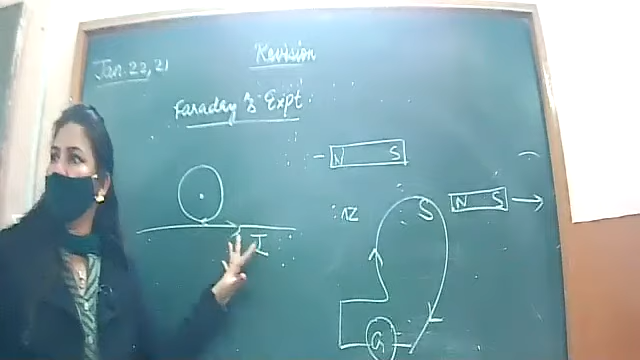 Revision
Jan. 22, 21
Faraday's Expt.
N S
N S
S
I
G